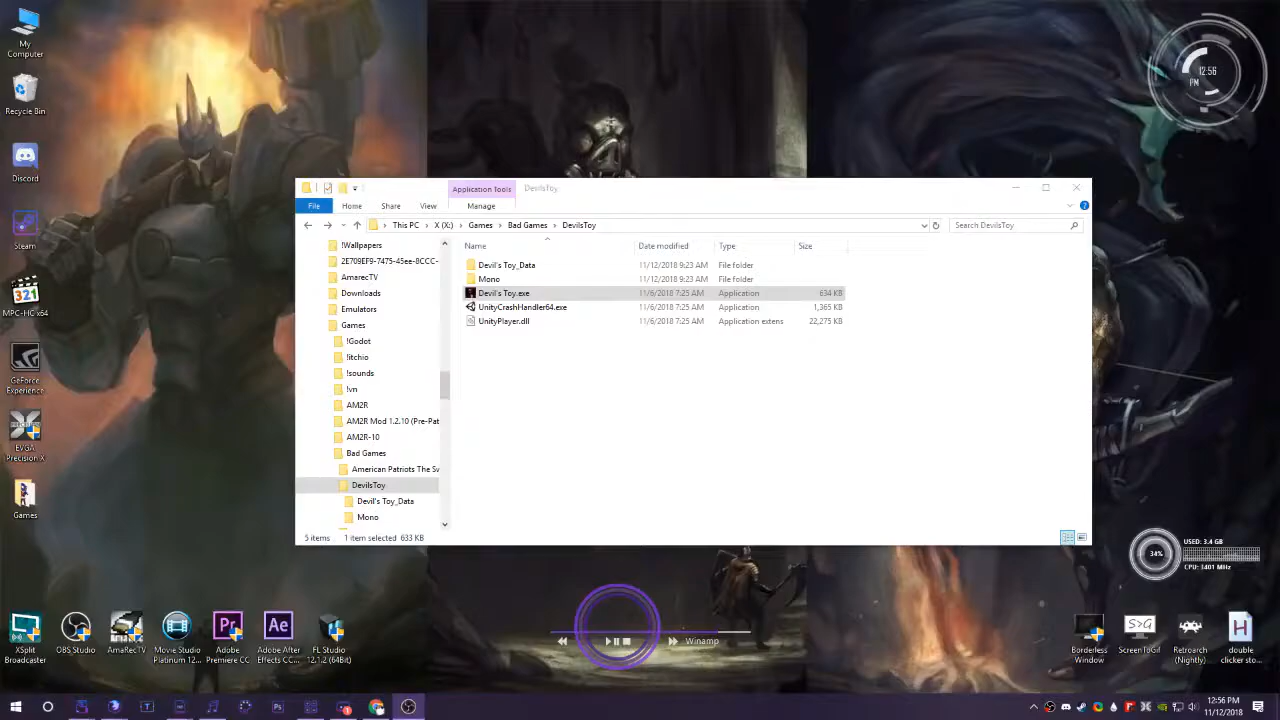 My
Computer
Recycle Bin
Discord
Steam
MPC-HC x64
GeForce
Experience
EVGA
Precision X
Games
12:56
PM
Application Tools
DevilsToy
File
Home
Share
View
Manage
This PC
X (X:)
Games
Bad Games
DevilsToy
Search DevilsToy
!Wallpapers
2E709EF9-7475-45ee-8CCC-
AmarecTV
Downloads
Emulators
Games
!Godot
!itchio
!sounds
!vn
AM2R
AM2R Mod 1.2.10 (Pre-Pat
AM2R-10
Bad Games
American Patriots The Sv
DevilsToy
Devil's Toy_Data
Mono
Name Date modified Type Size
Devil's Toy_Data 11/12/2018 9:23 AM File folder
Mono 11/12/2018 9:23 AM File folder
Devil's Toy.exe 11/6/2018 7:25 AM Application 634 KB
UnityCrashHandler64.exe 11/6/2018 7:25 AM Application 1,365 KB
UnityPlayer.dll 11/6/2018 7:25 AM Application extens 22,275 KB
5 items 1 item selected 633 KB
34%
USED: 3.4 GB
CPU: 3401 MHz
Winamp
XSplit
Broadcaster
OBS Studio
AmaRecTV
Movie Studio
Platinum 12...
Adobe
Premiere CC
Adobe After
Effects CC...
FL Studio
12.1.2 (64Bit)
Borderless
Window
ScreenToGif
Retroarch
(Nightly)
double
clicker sto...
12:56 PM
11/12/2018